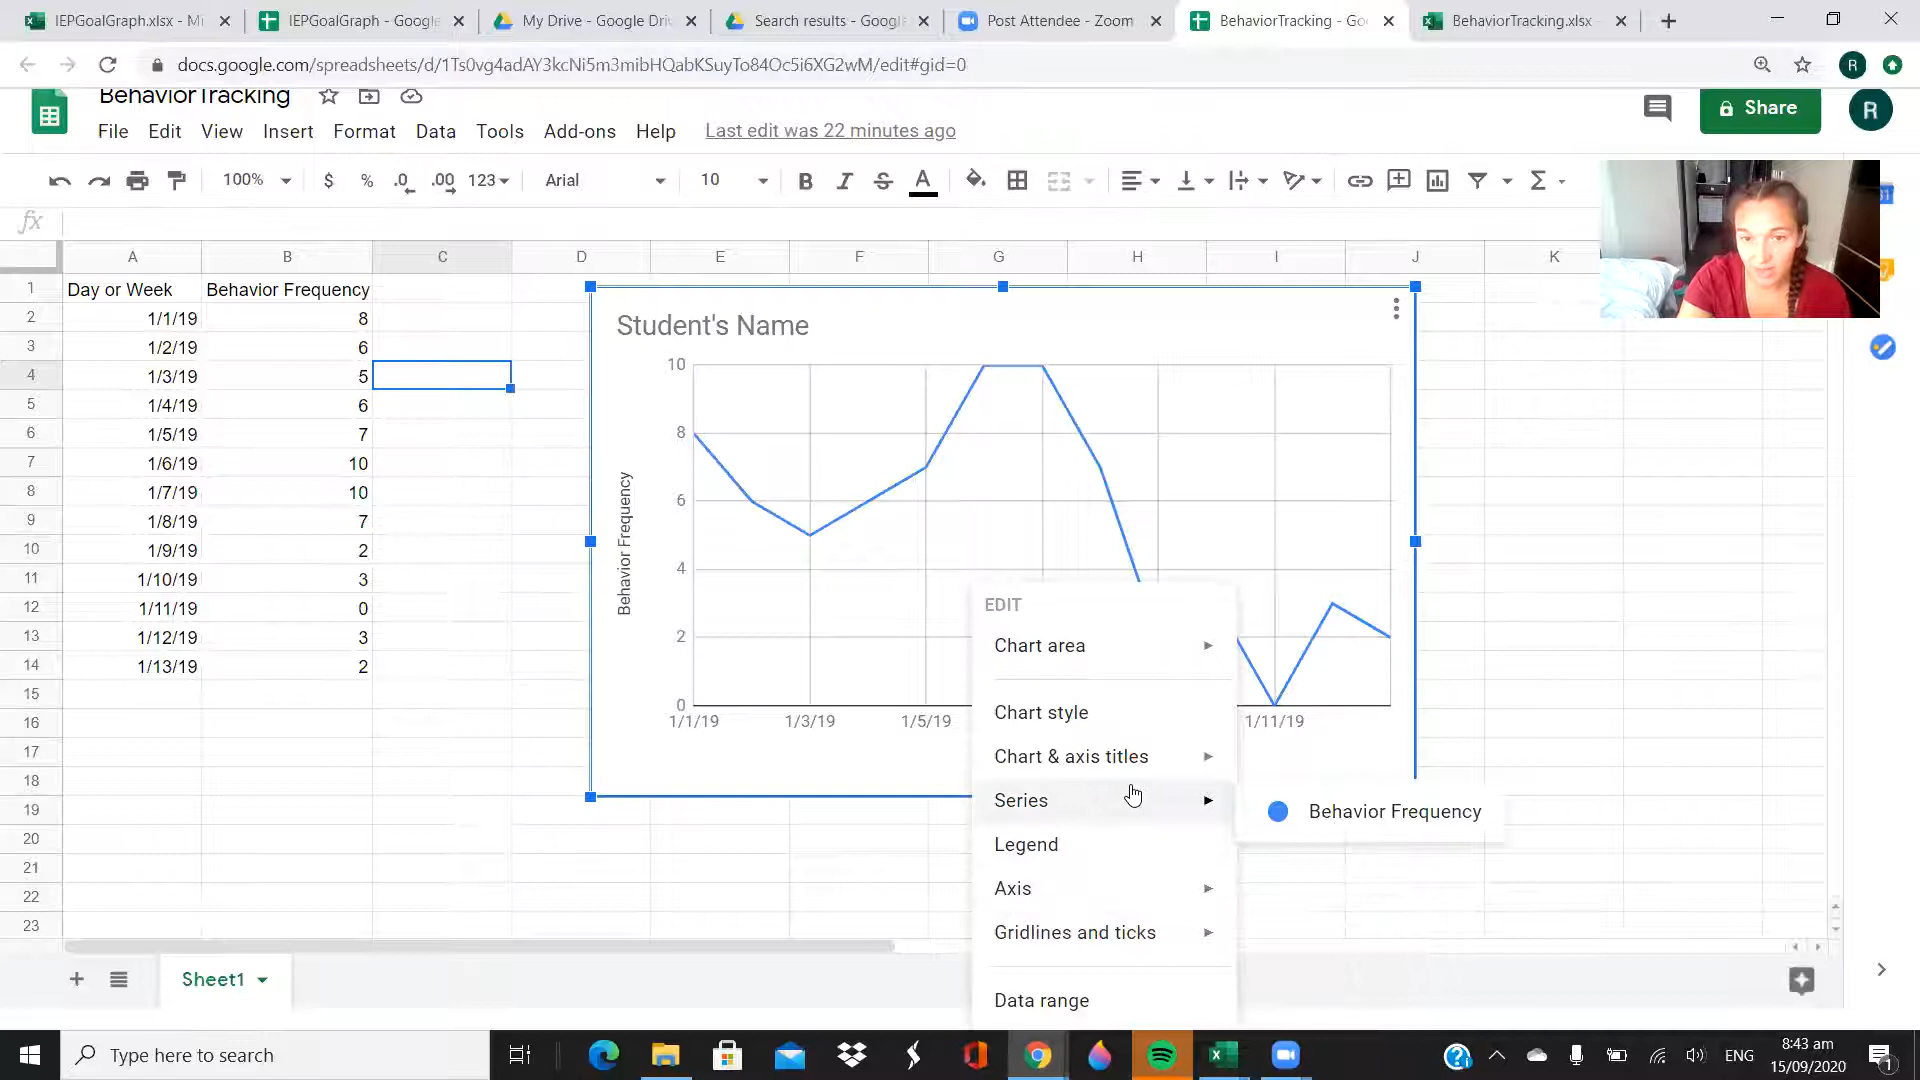 IEPGoalGraph.xlsx - Mi
IEPGoalGraph - Google
My Drive - Google Dri
Search results - Google
Post Attendee - Zoom
BehaviorTracking - Goo
BehaviorTracking.xlsx -
docs.google.com/spreadsheets/d/1Ts0vg4adAY3kcNi5m3mibHQabKSuyTo84Oc5i6XG2wM/edit#gid=0
R
BehaviorTracking
Share
R
File Edit View Insert Format Data Tools Add-ons Help Last edit was 22 minutes ago
100% $ % .0 .00 123 Arial 10 B I S A
fx
A B C D E F G H I J K
1 Day or Week Behavior Frequency
2 1/1/19 8
3 1/2/19 6
4 1/3/19 5
5 1/4/19 6
6 1/5/19 7
7 1/6/19 10
8 1/7/19 10
9 1/8/19 7
10 1/9/19 2
11 1/10/19 3
12 1/11/19 0
13 1/12/19 3
14 1/13/19 2
15
16
17
18
19
20
21
22
23
Student's Name
Behavior Frequency
10
8
6
4
2
0
1/1/19 1/3/19 1/5/19 1/11/19
EDIT
Chart area
Chart style
Chart & axis titles
Series
Behavior Frequency
Legend
Axis
Gridlines and ticks
Data range
Sheet1
Type here to search
ENG
8:43 am
15/09/2020
1